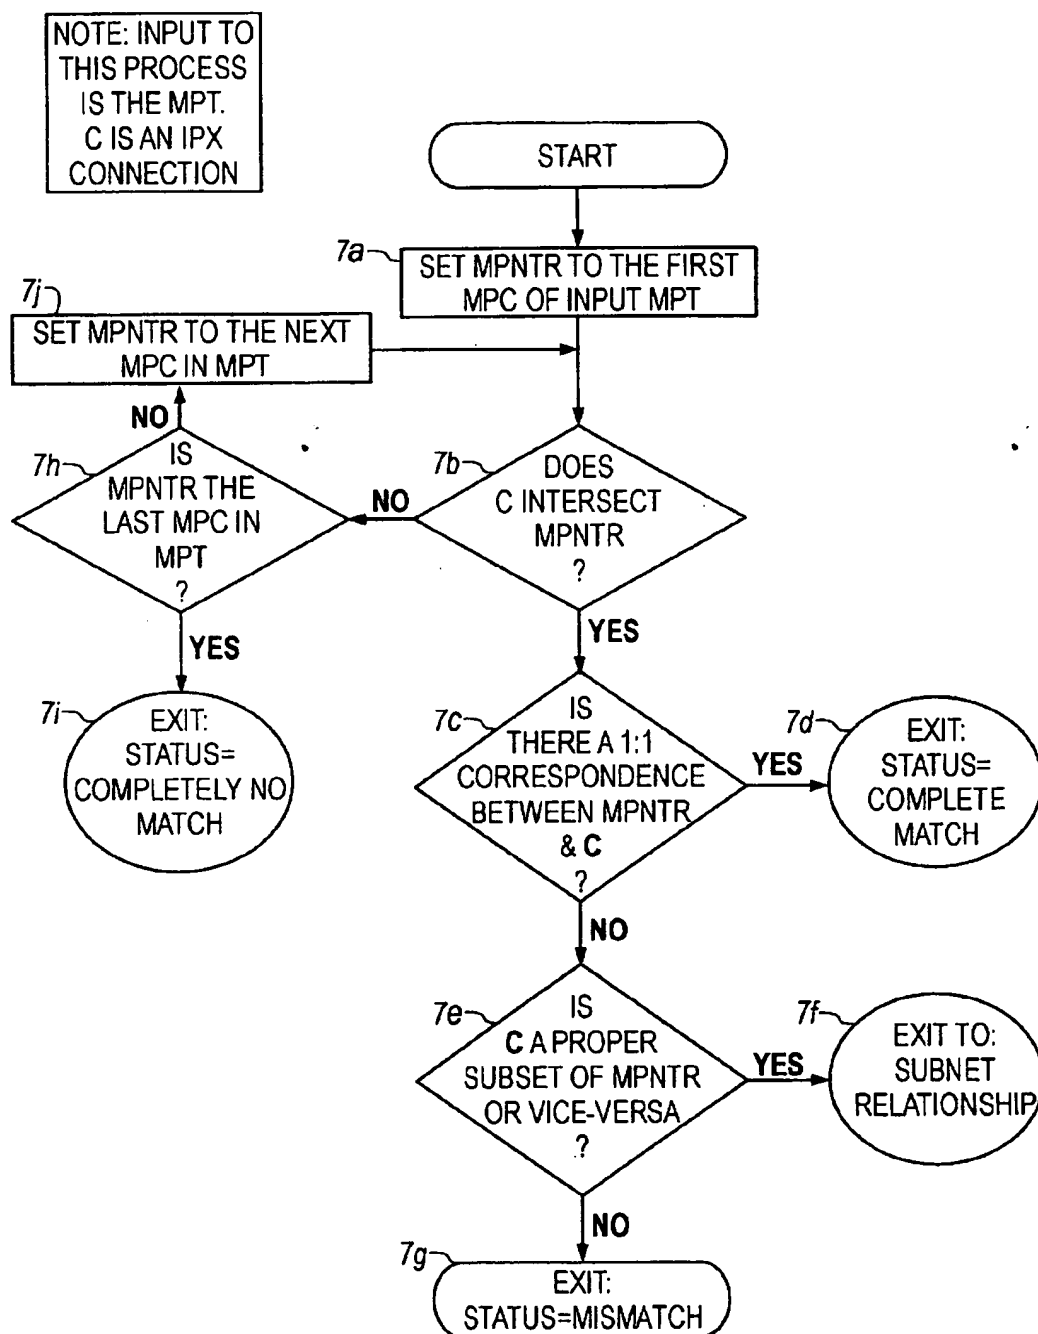 NOTE: INPUT TO
THIS PROCESS
IS THE MPT.
C IS AN IPX
CONNECTION
START
7a
SET MPNTR TO THE FIRST
MPC OF INPUT MPT
7j
SET MPNTR TO THE NEXT
MPC IN MPT
NO
7h
IS
MPNTR THE
LAST MPC IN
MPT
?
NO
7b
DOES
C INTERSECT
MPNTR
?
YES
YES
7i
EXIT:
STATUS=
COMPLETELY NO
MATCH
7c
IS
THERE A 1:1
CORRESPONDENCE
BETWEEN MPNTR
& C
?
YES
7d
EXIT:
STATUS=
COMPLETE
MATCH
NO
7e
IS
C A PROPER
SUBSET OF MPNTR
OR VICE-VERSA
?
YES
7f
EXIT TO:
SUBNET
RELATIONSHIP
NO
7g
EXIT:
STATUS=MISMATCH